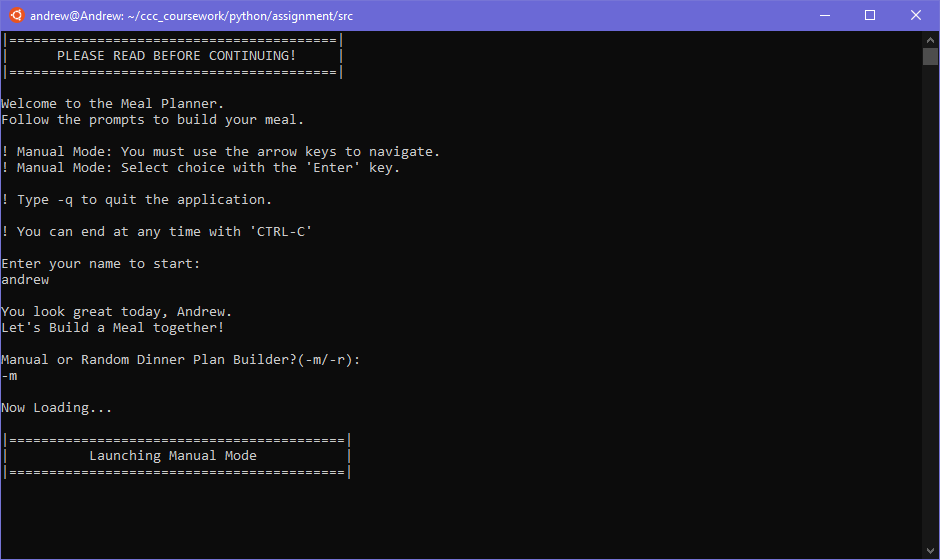 andrew@Andrew: ~/ccc_coursework/python/assignment/src
|=========================================|
|      PLEASE READ BEFORE CONTINUING!     |
|=========================================|
Welcome to the Meal Planner.
Follow the prompts to build your meal.
! Manual Mode: You must use the arrow keys to navigate.
! Manual Mode: Select choice with the 'Enter' key.
! Type -q to quit the application.
! You can end at any time with 'CTRL-C'
Enter your name to start:
andrew
You look great today, Andrew.
Let's Build a Meal together!
Manual or Random Dinner Plan Builder?(-m/-r):
-m
Now Loading...
|==========================================|
|          Launching Manual Mode           |
|==========================================|